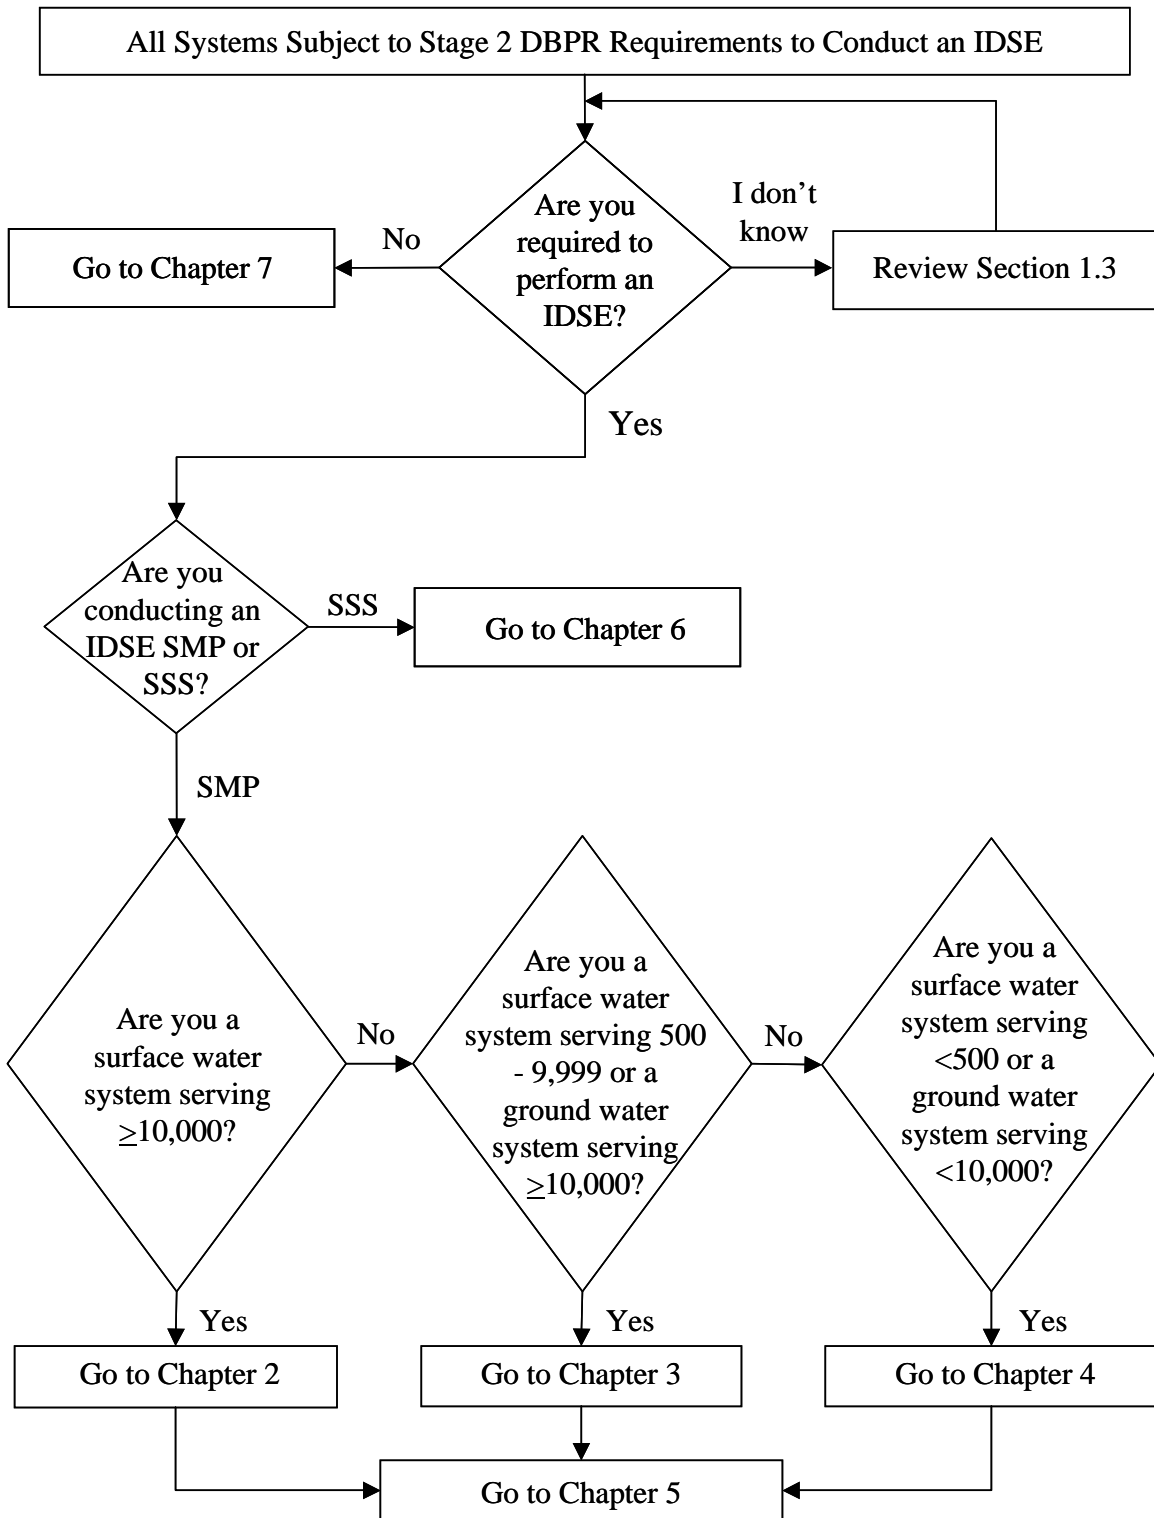 All Systems Subject to Stage 2 DBPR Requirements to Conduct an IDSE
Are you
required to
perform an
IDSE?
No
I don't
know
Go to Chapter 7
Review Section 1.3
Yes
Are you
conducting an
IDSE SMP or
SSS?
SSS
Go to Chapter 6
SMP
Are you a
surface water
system serving
≥10,000?
No
Are you a
surface water
system serving 500
- 9,999 or a
ground water
system serving
≥10,000?
No
Are you a
surface water
system serving
<500 or a
ground water
system serving
<10,000?
Yes
Yes
Yes
Go to Chapter 2
Go to Chapter 3
Go to Chapter 4
Go to Chapter 5